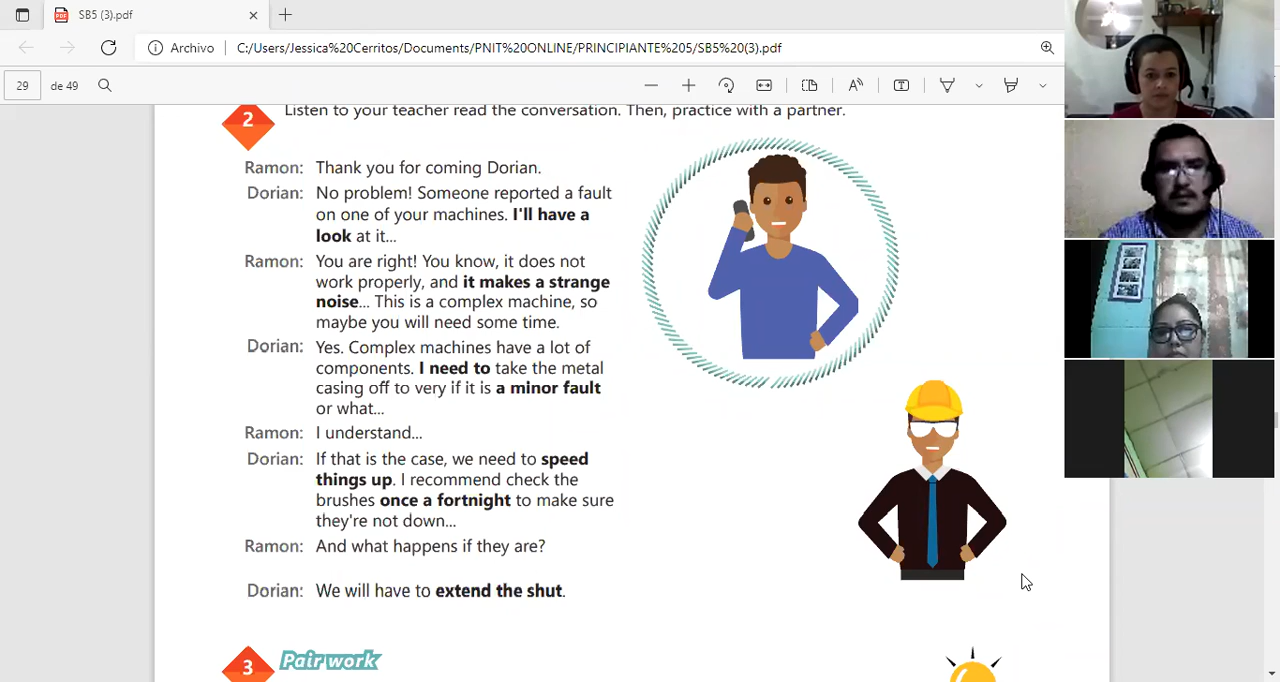 SB5 (3).pdf
Archivo
C:/Users/Jessica%20Cerritos/Documents/PNIT%20ONLINE/PRINCIPIANTE%205/SB5%20(3).pdf
29 de 49
2
Listen to your teacher read the conversation. Then, practice with a partner.
Ramon: Thank you for coming Dorian.
Dorian: No problem! Someone reported a fault
on one of your machines. I'll have a
look at it...
Ramon: You are right! You know, it does not
work properly, and it makes a strange
noise... This is a complex machine, so
maybe you will need some time.
Dorian: Yes. Complex machines have a lot of
components. I need to take the metal
casing off to very if it is a minor fault
or what...
Ramon: I understand...
Dorian: If that is the case, we need to speed
things up. I recommend check the
brushes once a fortnight to make sure
they're not down...
Ramon: And what happens if they are?
Dorian: We will have to extend the shut.
3
Pair work